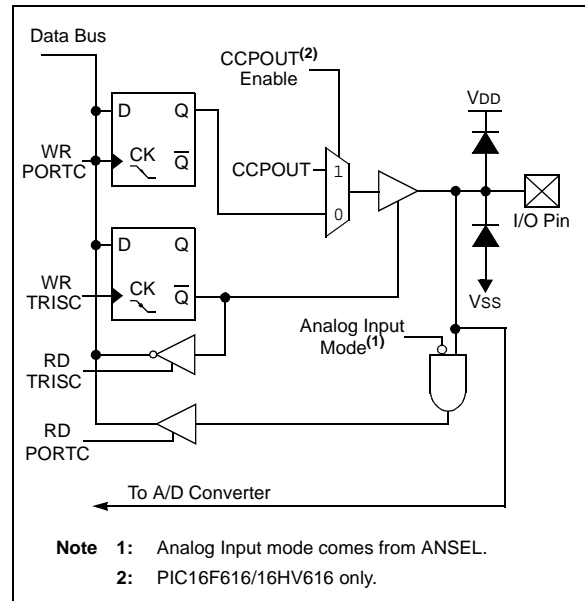 Data Bus
CCPOUT(2)
Enable
VDD
D Q
WR
PORTC
CK Q
CCPOUT
1
0
I/O Pin
D Q
WR
TRISC
CK Q
VSS
Analog Input
Mode(1)
RD
TRISC
RD
PORTC
To A/D Converter
Note 1: Analog Input mode comes from ANSEL.
2: PIC16F616/16HV616 only.